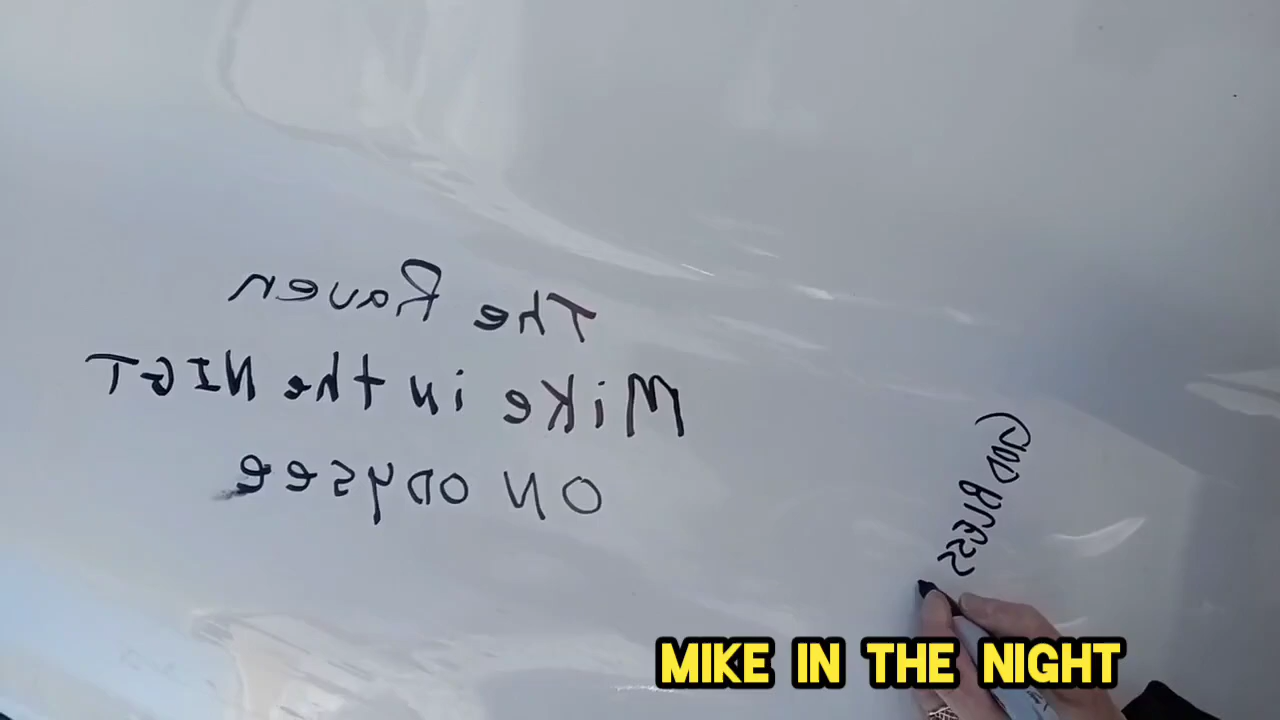 The Raven
Mike in the NIGT
ON ODysee
GOD BLESS
MIKE IN THE NIGHT